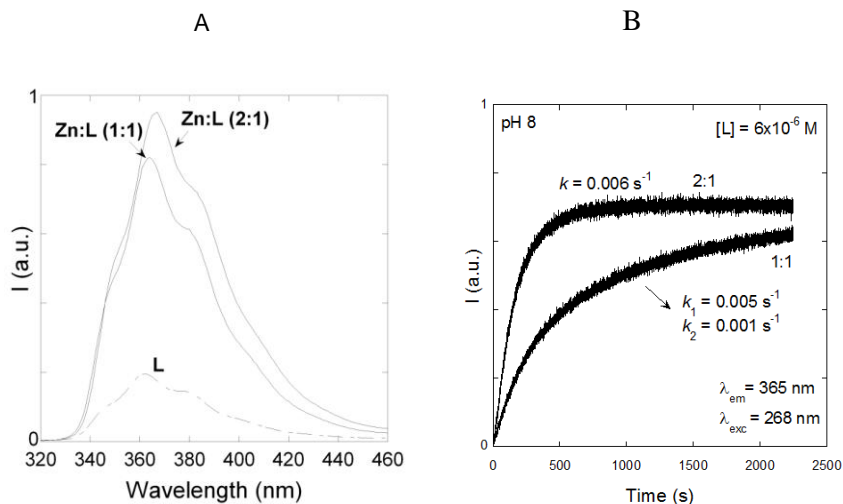 A
1
Zn:L (2:1)
Zn:L (1:1)
L
I (a.u.)
0
320 340 360 380 400 420 440 460
Wavelength (nm)
B
1
pH 8
[L] = 6x10⁻⁶ M
k = 0.006 s⁻¹
2:1
1:1
k₁ = 0.005 s⁻¹
k₂ = 0.001 s⁻¹
λem = 365 nm
λexc = 268 nm
I (a.u.)
0
0 500 1000 1500 2000 2500
Time (s)